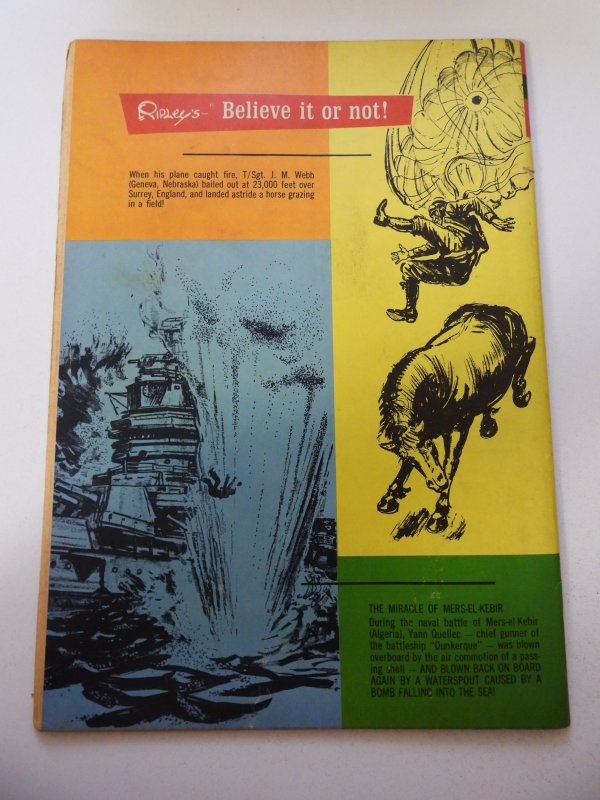 Ripley's— Believe it or not!
When his plane caught fire, T/Sgt. J. M. Webb
(Geneva, Nebraska) bailed out at 23,000 feet over
Surrey, England, and landed astride a horse grazing
in a field!
THE MIRACLE OF MERS-EL-KEBIR
During the naval battle of Mers-el-Kebir
(Algeria), Yann Quellec — chief gunner of
the battleship "Dunkerque" — was blown
overboard by the air commotion of a pass-
ing shell — AND BLOWN BACK ON BOARD
AGAIN BY A WATERSPOUT CAUSED BY A
BOMB FALLING INTO THE SEA!